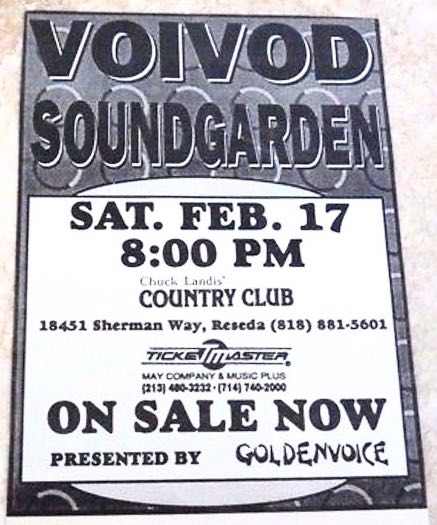 VOIVOD
SOUNDGARDEN
SAT. FEB. 17
8:00 PM
Chuck Landis'
COUNTRY CLUB
18451 Sherman Way, Reseda (818) 881-5601
TICKETMASTER
MAY COMPANY & MUSIC PLUS
(213) 480-3232 • (714) 740-2000
ON SALE NOW
PRESENTED BY GOLDENVOICE